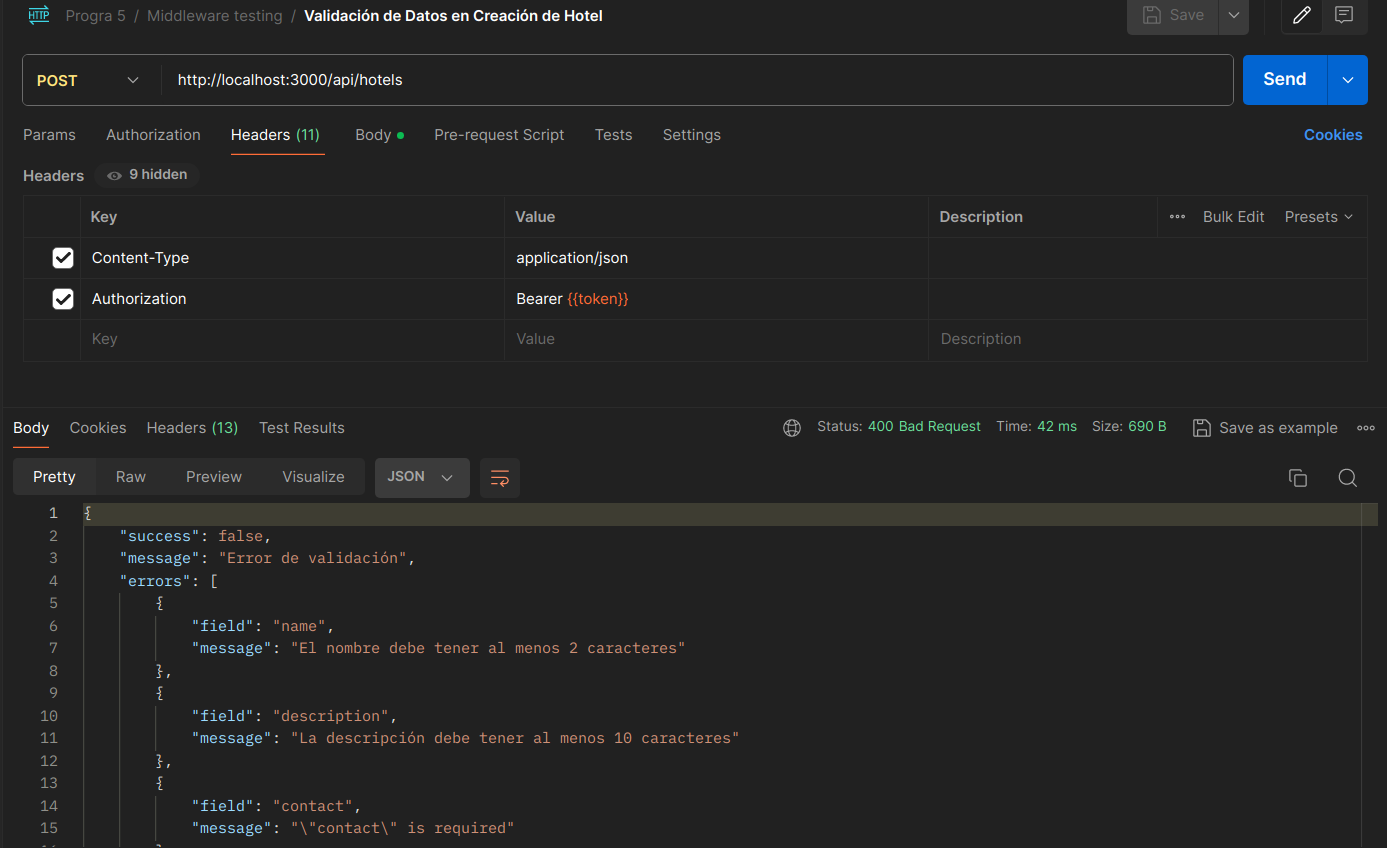 HTTP Progra 5 / Middleware testing / Validación de Datos en Creación de Hotel Save
POST http://localhost:3000/api/hotels Send
Params Authorization Headers (11) Body Pre-request Script Tests Settings Cookies
Headers 9 hidden
Key Value Description Bulk Edit Presets
Content-Type application/json
Authorization Bearer {{token}}
Key Value Description
Body Cookies Headers (13) Test Results Status: 400 Bad Request Time: 42 ms Size: 690 B Save as example
Pretty Raw Preview Visualize JSON
1 {
2 "success": false,
3 "message": "Error de validación",
4 "errors": [
5 {
6 "field": "name",
7 "message": "El nombre debe tener al menos 2 caracteres"
8 },
9 {
10 "field": "description",
11 "message": "La descripción debe tener al menos 10 caracteres"
12 },
13 {
14 "field": "contact",
15 "message": "\"contact\" is required"